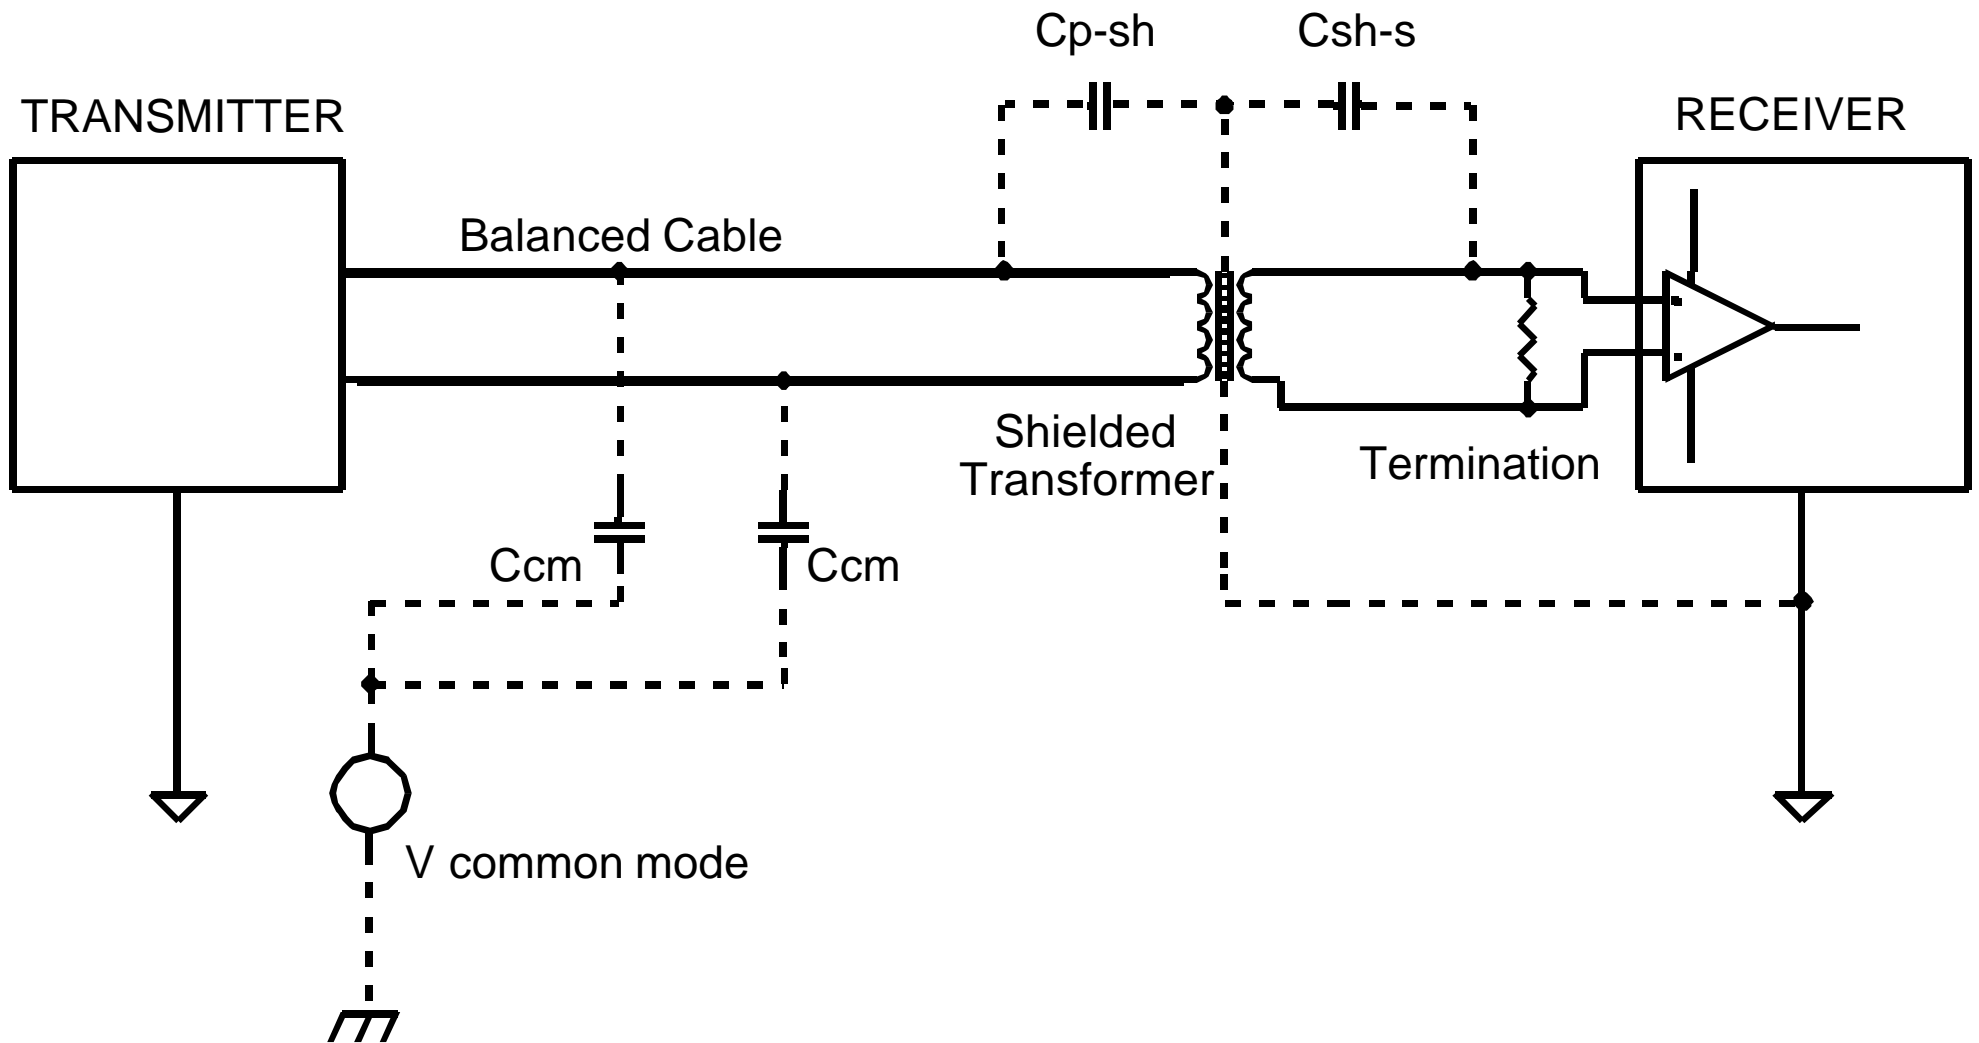 Cp-sh
Csh-s
TRANSMITTER
RECEIVER
Balanced Cable
Shielded
Transformer
Termination
Ccm
Ccm
V common mode